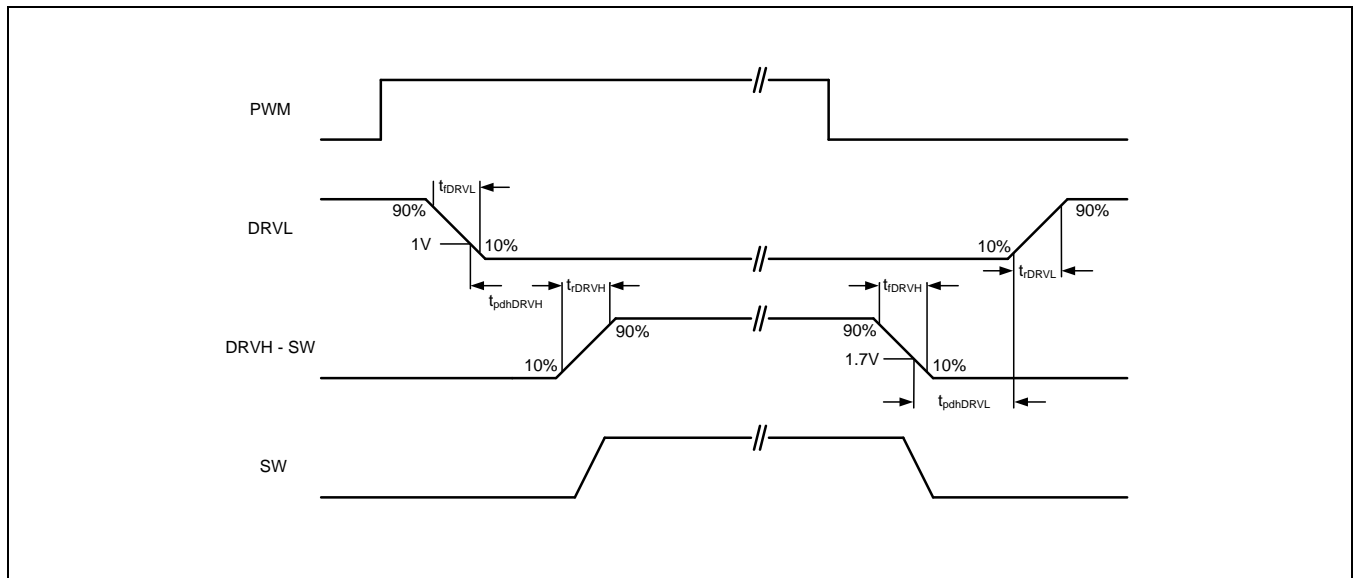 PWM
tfDRVL
90%
90%
DRVL
1V
10%
10%
trDRVL
tpdhDRVH
trDRVH
tfDRVH
90%
90%
DRVH - SW
1.7V
10%
10%
tpdhDRVL
SW